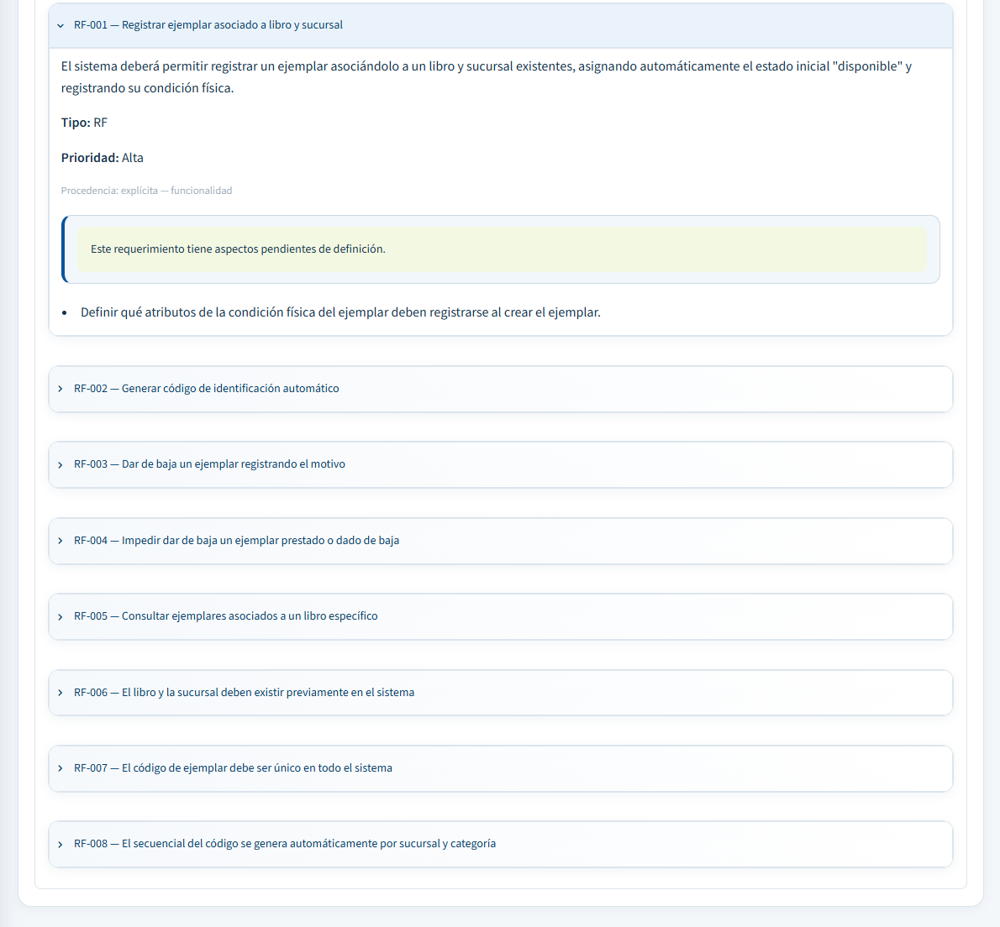 RF-001 — Registrar ejemplar asociado a libro y sucursal
El sistema deberá permitir registrar un ejemplar asociándolo a un libro y sucursal existentes, asignando automáticamente el estado inicial "disponible" y
registrando su condición física.
Tipo: RF
Prioridad: Alta
Procedencia: explícita — funcionalidad
Este requerimiento tiene aspectos pendientes de definición.
• Definir qué atributos de la condición física del ejemplar deben registrarse al crear el ejemplar.
RF-002 — Generar código de identificación automático
RF-003 — Dar de baja un ejemplar registrando el motivo
RF-004 — Impedir dar de baja un ejemplar prestado o dado de baja
RF-005 — Consultar ejemplares asociados a un libro específico
RF-006 — El libro y la sucursal deben existir previamente en el sistema
RF-007 — El código de ejemplar debe ser único en todo el sistema
RF-008 — El secuencial del código se genera automáticamente por sucursal y categoría